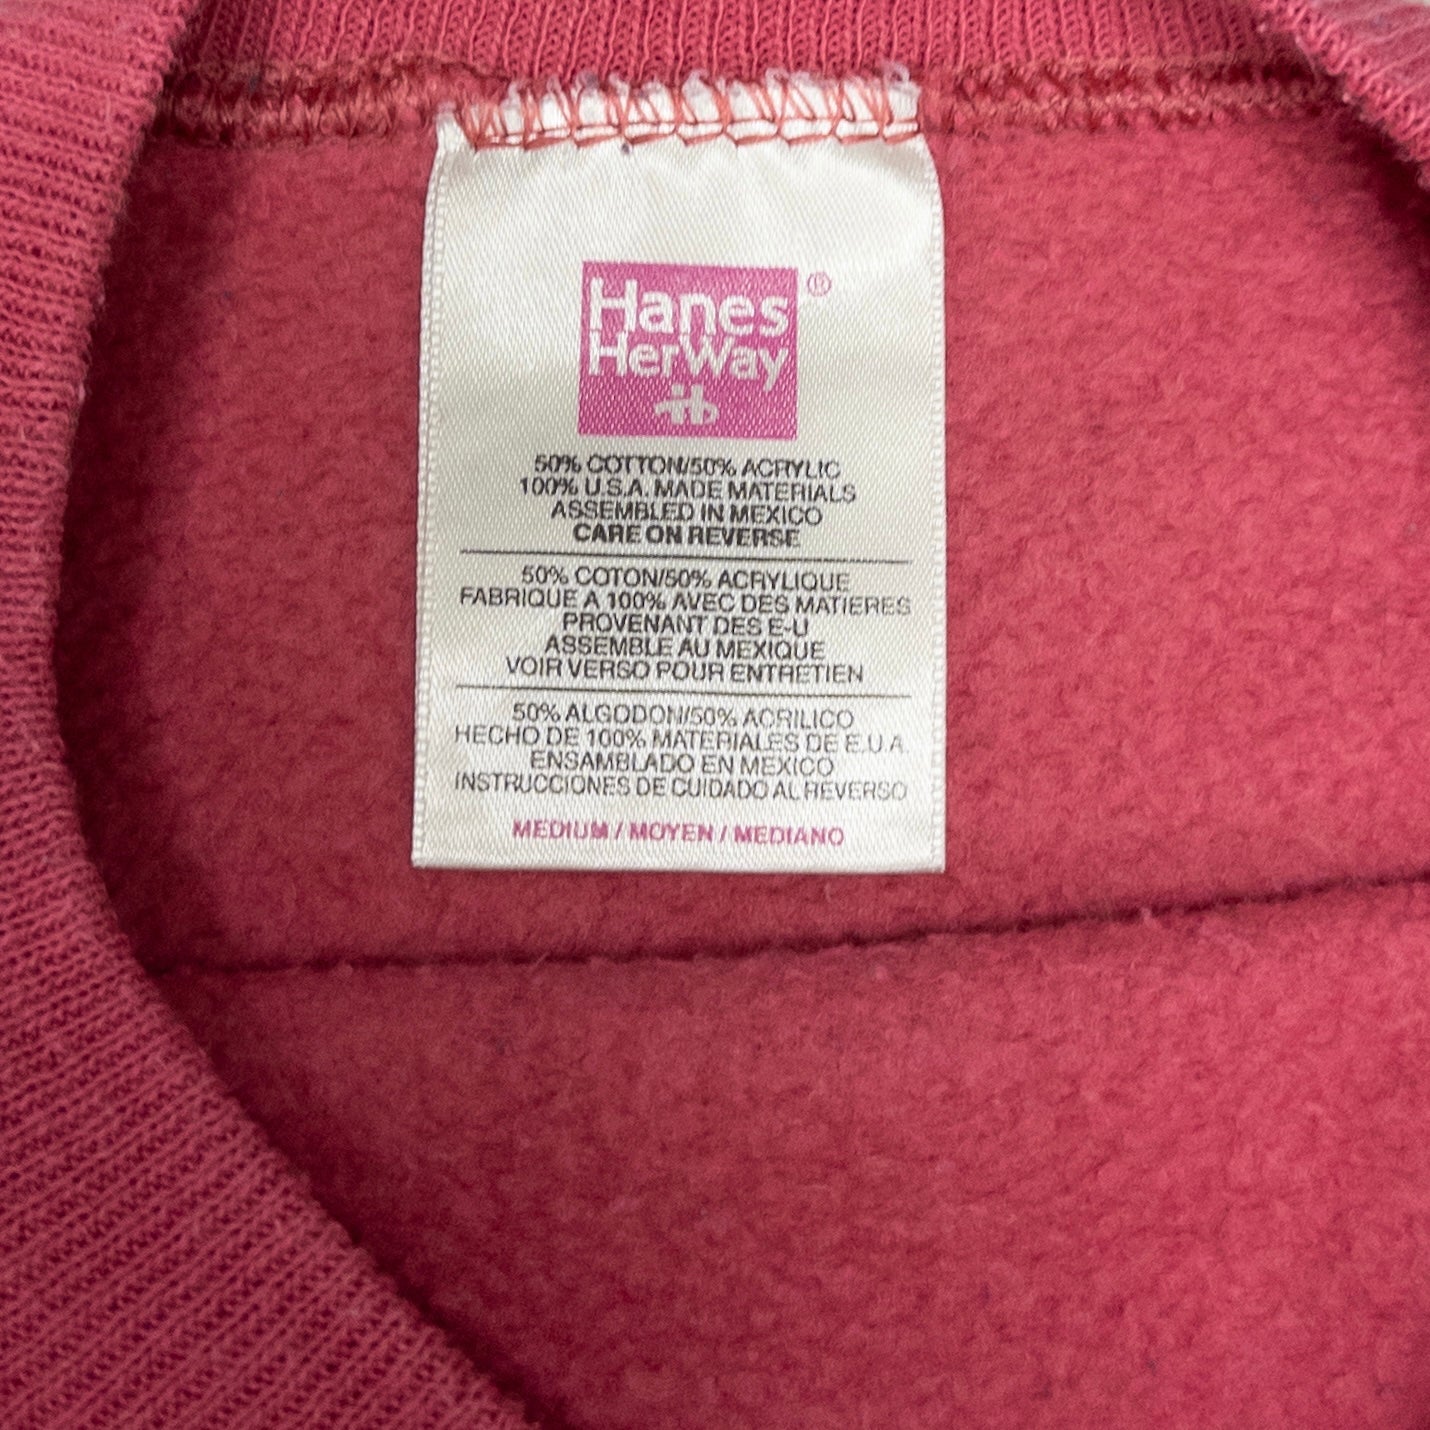 Hanes
HerWay
®
50% COTTON/50% ACRYLIC
100% U.S.A. MADE MATERIALS
ASSEMBLED IN MEXICO
CARE ON REVERSE
50% COTON/50% ACRYLIQUE
FABRIQUE A 100% AVEC DES MATIERES
PROVENANT DES E-U
ASSEMBLE AU MEXIQUE
VOIR VERSO POUR ENTRETIEN
50% ALGODON/50% ACRILICO
HECHO DE 100% MATERIALES DE E.U.A.
ENSAMBLADO EN MEXICO
INSTRUCCIONES DE CUIDADO AL REVERSO
MEDIUM / MOYEN / MEDIANO